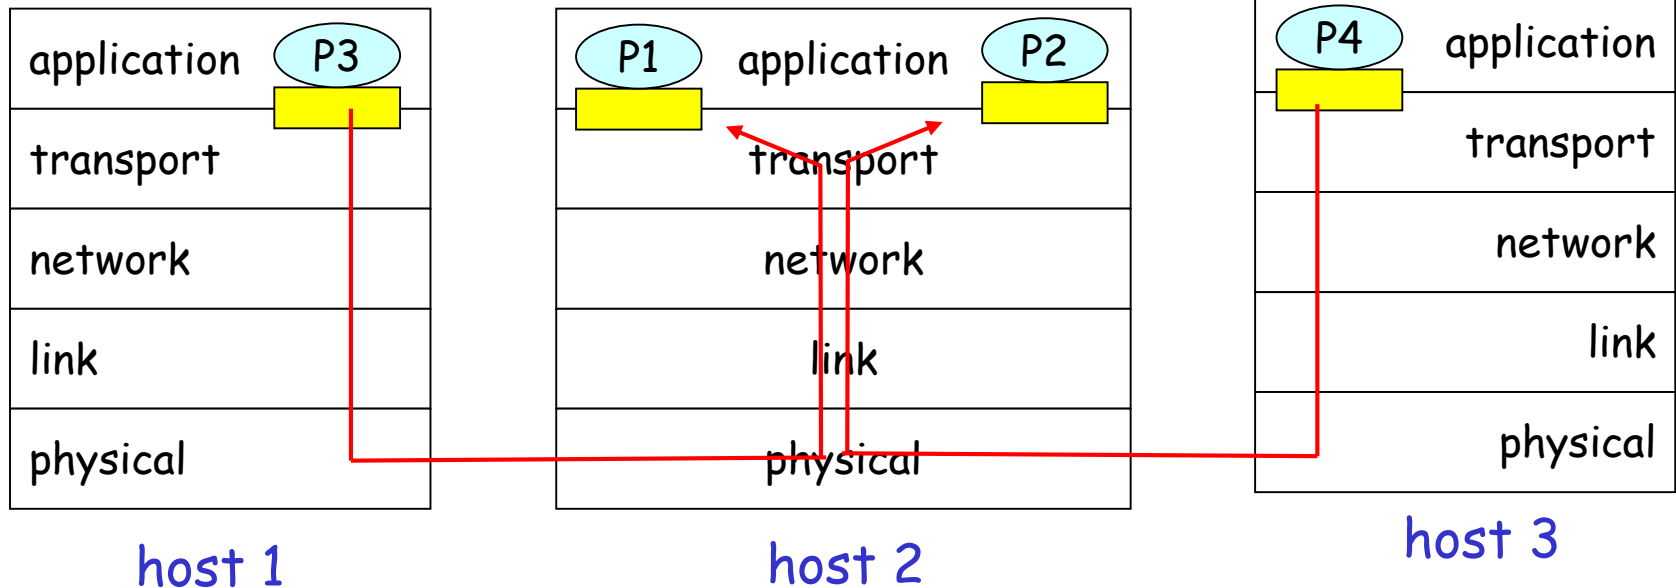 application
P3
transport
network
link
physical
host 1
P1
application
P2
transport
network
link
physical
host 2
P4
application
transport
network
link
physical
host 3